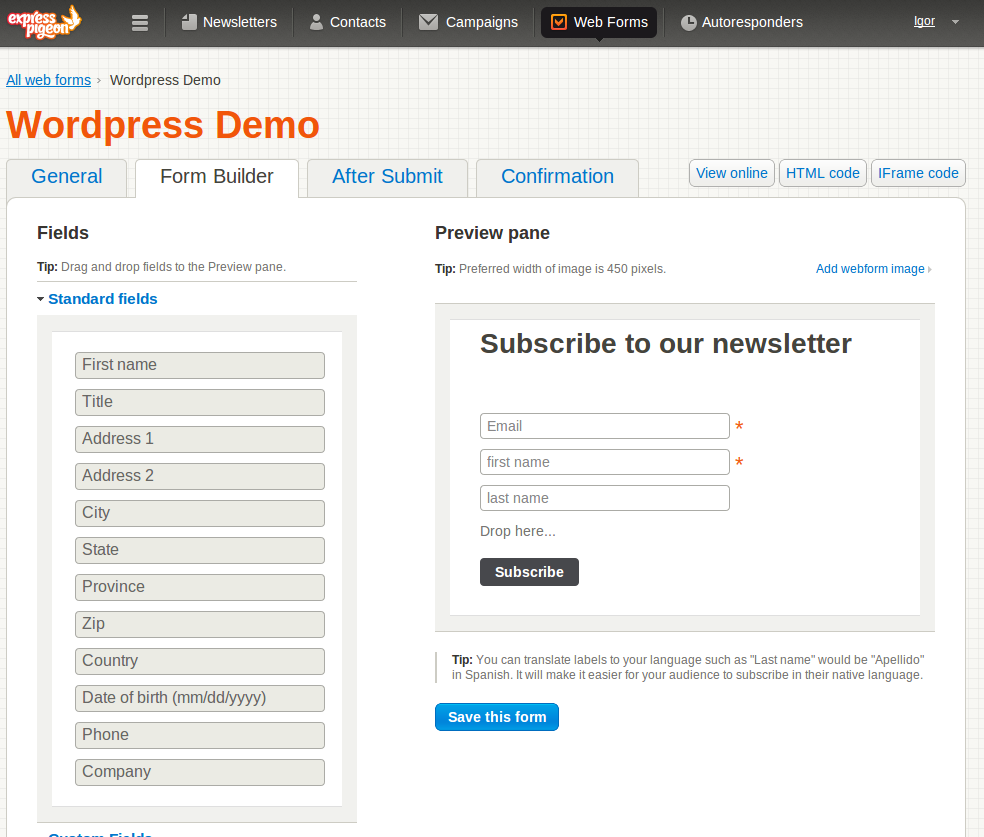 express pigeon
Newsletters
Contacts
Campaigns
Web Forms
Autoresponders
Igor
All web forms › Wordpress Demo
Wordpress Demo
General
Form Builder
After Submit
Confirmation
View online
HTML code
IFrame code
Fields
Tip: Drag and drop fields to the Preview pane.
Standard fields
First name
Title
Address 1
Address 2
City
State
Province
Zip
Country
Date of birth (mm/dd/yyyy)
Phone
Company
Custom Fields
Preview pane
Tip: Preferred width of image is 450 pixels.
Add webform image
Subscribe to our newsletter
Email *
first name *
last name
Drop here...
Subscribe
Tip: You can translate labels to your language such as "Last name" would be "Apellido"
in Spanish. It will make it easier for your audience to subscribe in their native language.
Save this form